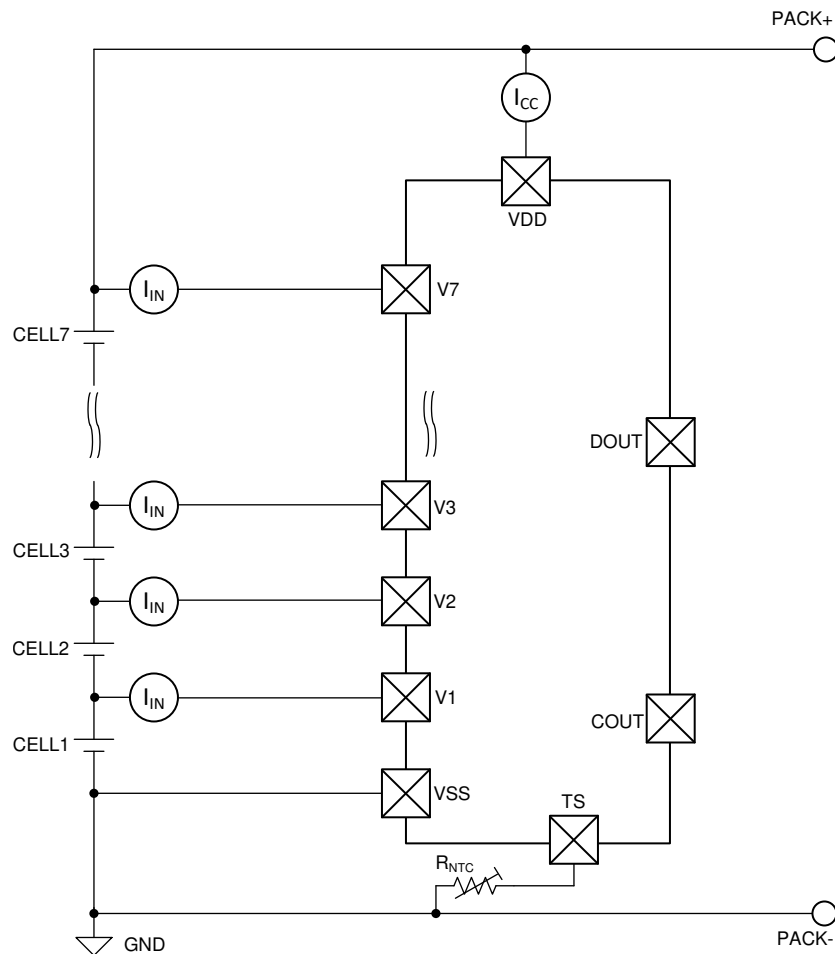 PACK+
ICC
VDD
IIN
V7
CELL7
DOUT
IIN
V3
CELL3
IIN
V2
CELL2
IIN
V1
COUT
CELL1
VSS
TS
RNTC
GND
PACK-